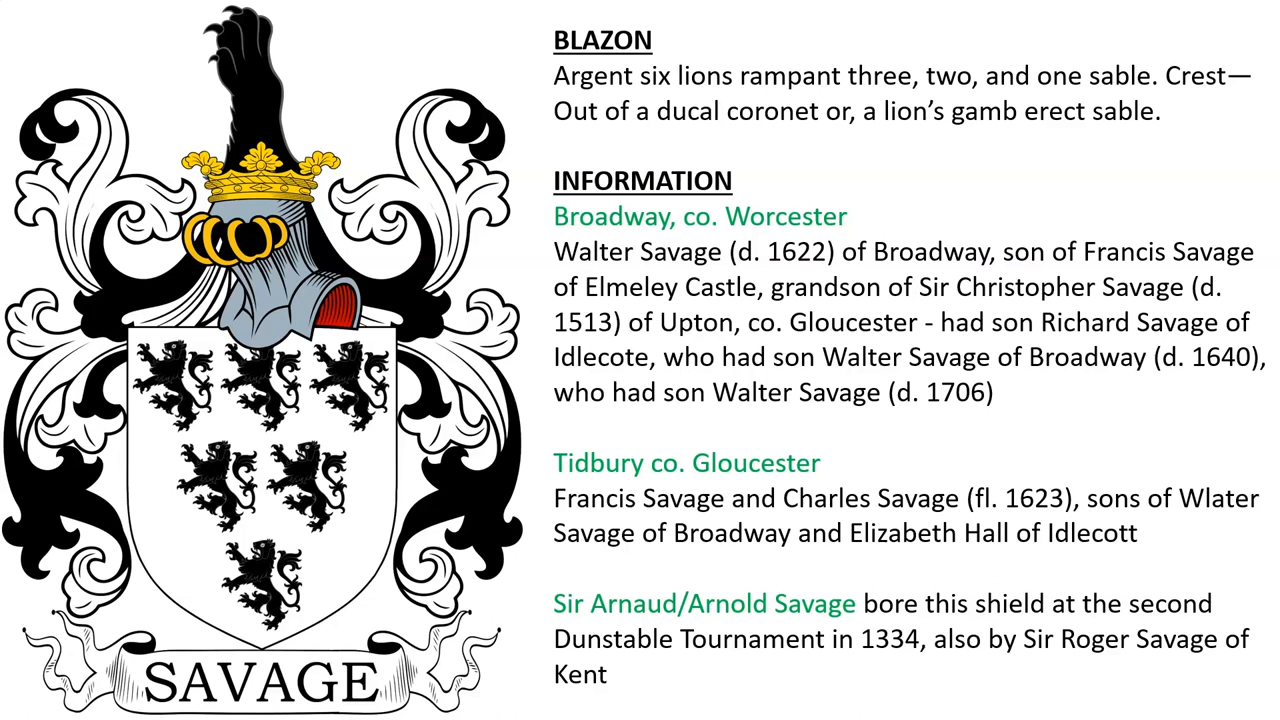 BLAZON
Argent six lions rampant three, two, and one sable. Crest—
Out of a ducal coronet or, a lion’s gamb erect sable.
INFORMATION
Broadway, co. Worcester
Walter Savage (d. 1622) of Broadway, son of Francis Savage
of Elmeley Castle, grandson of Sir Christopher Savage (d.
1513) of Upton, co. Gloucester - had son Richard Savage of
Idlecote, who had son Walter Savage of Broadway (d. 1640),
who had son Walter Savage (d. 1706)
Tidbury co. Gloucester
Francis Savage and Charles Savage (fl. 1623), sons of Wlater
Savage of Broadway and Elizabeth Hall of Idlecott
Sir Arnaud/Arnold Savage bore this shield at the second
Dunstable Tournament in 1334, also by Sir Roger Savage of
Kent
SAVAGE